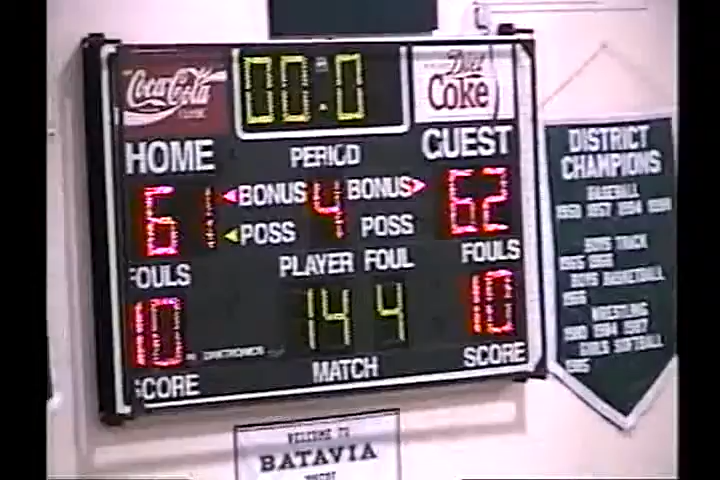 Coca-Cola
CLASSIC
00:0
Diet
Coke
HOME
PERIOD
GUEST
61
BONUS
4
BONUS
62
POSS
POSS
FOULS
PLAYER FOUL
FOULS
10
14 4
10
DAKTRONICS
SCORE
MATCH
SCORE
DISTRICT
CHAMPIONS
BASEBALL
BOYS TRACK
BOYS BASKETBALL
WRESTLING
GIRLS SOFTBALL
WELCOME TO
BATAVIA